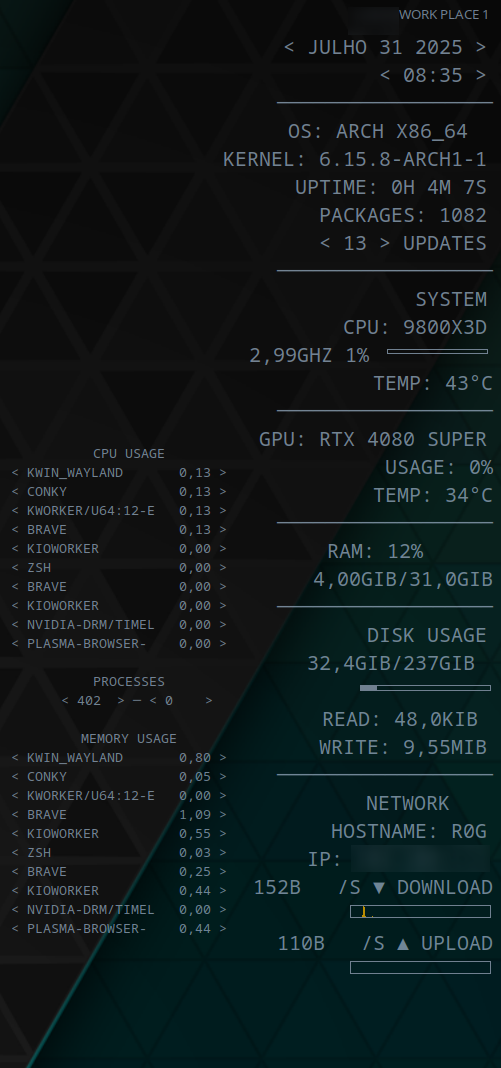 WORK PLACE 1
< JULHO 31 2025 >
< 08:35 >
OS: ARCH X86_64
KERNEL: 6.15.8-ARCH1-1
UPTIME: 0H 4M 7S
PACKAGES: 1082
< 13 > UPDATES
SYSTEM
CPU: 9800X3D
2,99GHZ 1%
TEMP: 43°C
GPU: RTX 4080 SUPER
USAGE: 0%
TEMP: 34°C
RAM: 12%
4,00GIB/31,0GIB
DISK USAGE
32,4GIB/237GIB
READ: 48,0KIB
WRITE: 9,55MIB
NETWORK
HOSTNAME: R0G
IP:
152B /S ▼ DOWNLOAD
110B /S ▲ UPLOAD
CPU USAGE
< KWIN_WAYLAND 0,13 >
< CONKY 0,13 >
< KWORKER/U64:12-E 0,13 >
< BRAVE 0,13 >
< KIOWORKER 0,00 >
< ZSH 0,00 >
< BRAVE 0,00 >
< KIOWORKER 0,00 >
< NVIDIA-DRM/TIMEL 0,00 >
< PLASMA-BROWSER- 0,00 >
PROCESSES
< 402 > — < 0 >
MEMORY USAGE
< KWIN_WAYLAND 0,80 >
< CONKY 0,05 >
< KWORKER/U64:12-E 0,00 >
< BRAVE 1,09 >
< KIOWORKER 0,55 >
< ZSH 0,03 >
< BRAVE 0,25 >
< KIOWORKER 0,44 >
< NVIDIA-DRM/TIMEL 0,00 >
< PLASMA-BROWSER- 0,44 >